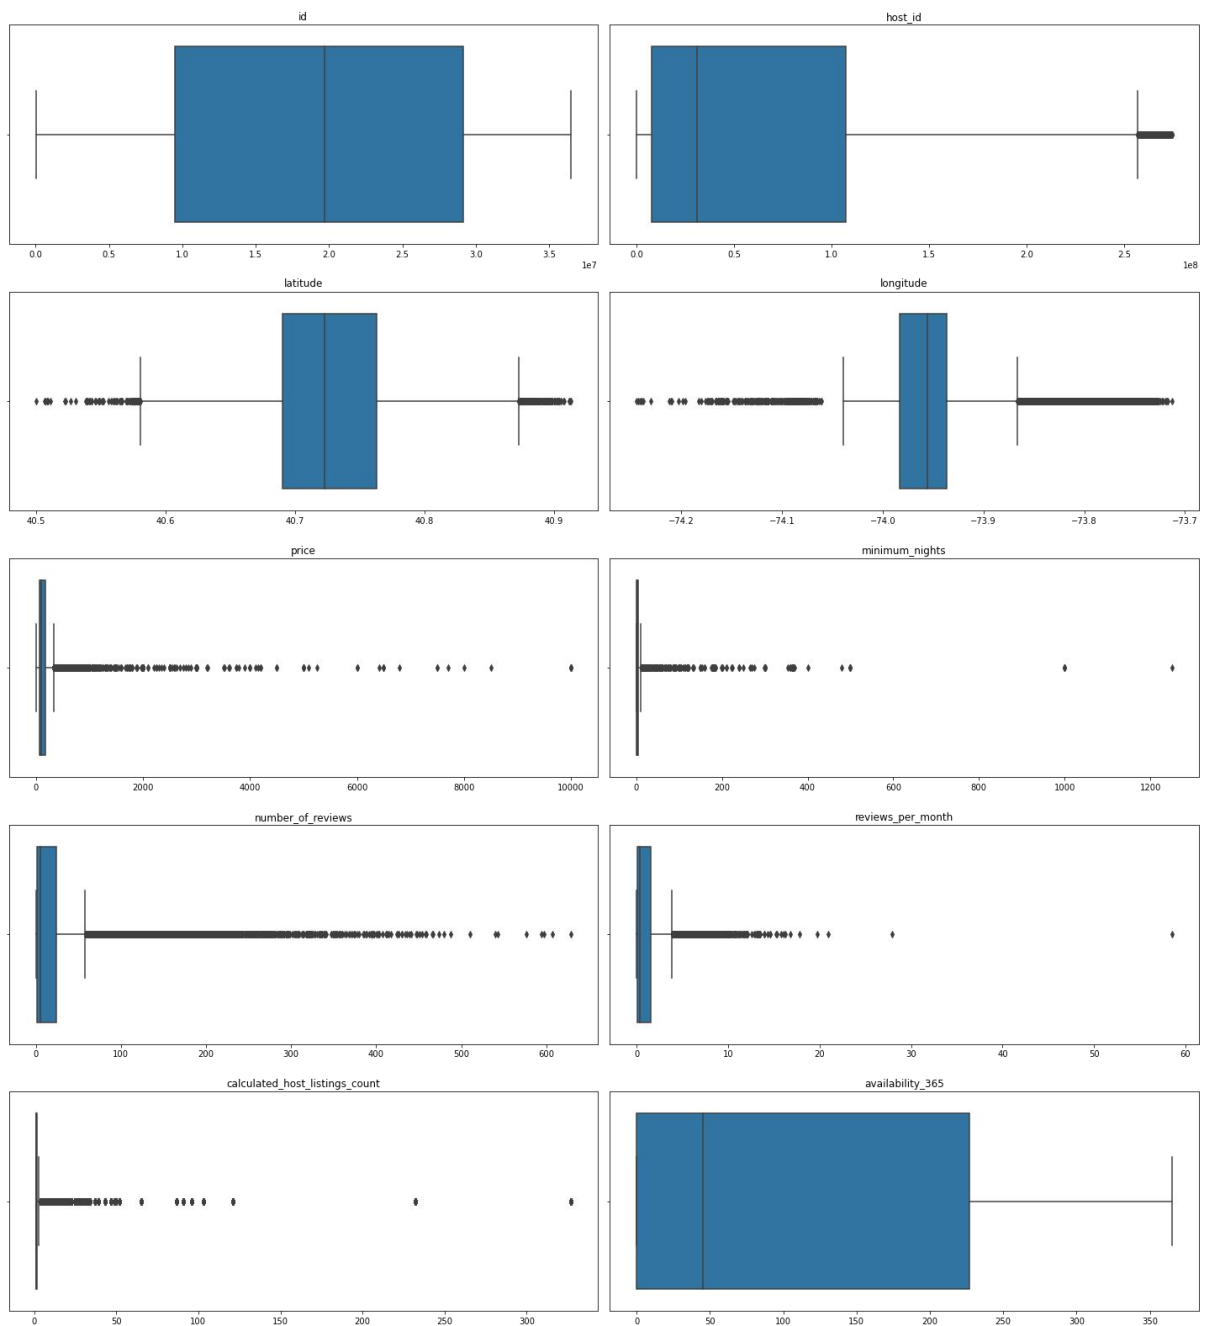 id
0.0 0.5 1.0 1.5 2.0 2.5 3.0 3.5
1e7
host_id
0.0 0.5 1.0 1.5 2.0 2.5
1e8
latitude
40.5 40.6 40.7 40.8 40.9
longitude
−74.2 −74.1 −74.0 −73.9 −73.8 −73.7
price
0 2000 4000 6000 8000 10000
minimum_nights
0 200 400 600 800 1000 1200
number_of_reviews
0 100 200 300 400 500 600
reviews_per_month
0 10 20 30 40 50 60
calculated_host_listings_count
0 50 100 150 200 250 300
availability_365
0 50 100 150 200 250 300 350